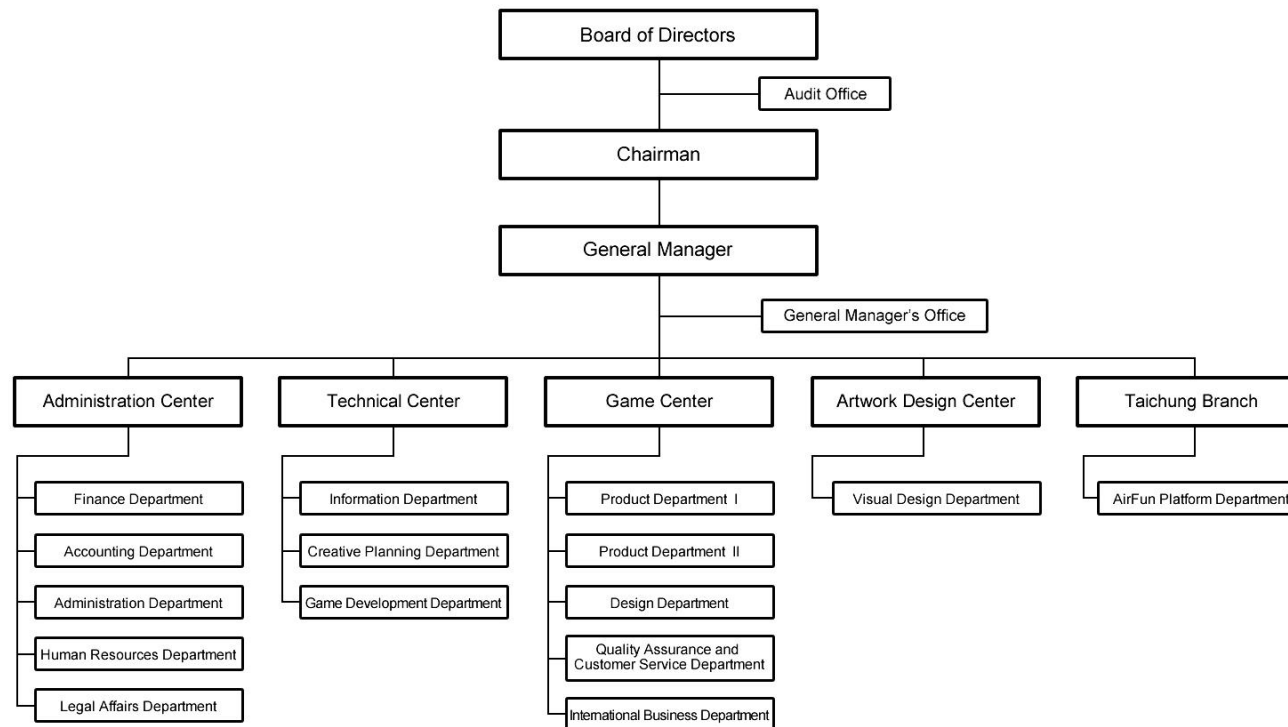 Board of Directors
Audit Office
Chairman
General Manager
General Manager's Office
Administration Center
Technical Center
Game Center
Artwork Design Center
Taichung Branch
Finance Department
Information Department
Product Department I
Visual Design Department
AirFun Platform Department
Accounting Department
Creative Planning Department
Product Department II
Administration Department
Game Development Department
Design Department
Human Resources Department
Quality Assurance and
Customer Service Department
Legal Affairs Department
International Business Department